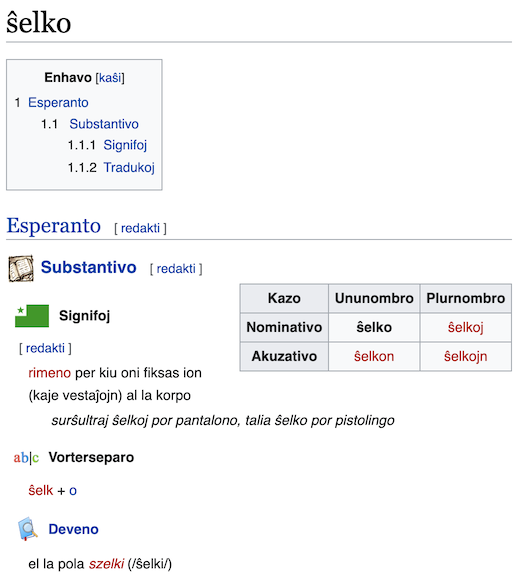 ŝelko
Enhavo [kaŝi]
1 Esperanto
1.1 Substantivo
1.1.1 Signifoj
1.1.2 Tradukoj
Esperanto [ redakti ]
Substantivo [ redakti ]
Kazo Ununombro Plurnombro
Nominativo ŝelko ŝelkoj
Akuzativo ŝelkon ŝelkojn
Signifoj
[ redakti ]
rimeno per kiu oni fiksas ion
(kaje vestaĵojn) al la korpo
surŝultraj ŝelkoj por pantalono, talia ŝelko por pistolingo
ab|c Vorterseparo
ŝelk + o
Deveno
el la pola szelki (/ŝelki/)